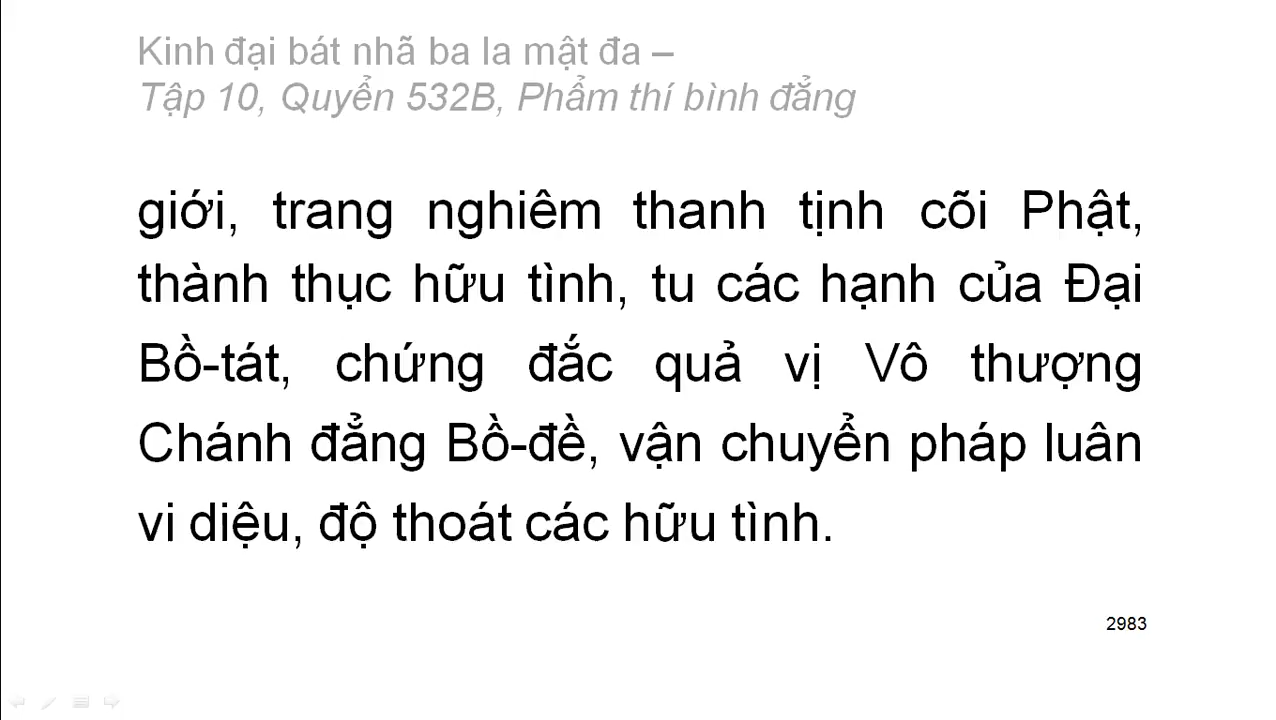 Kinh đại bát nhã ba la mật đa –
Tập 10, Quyển 532B, Phẩm thí bình đẳng
giới, trang nghiêm thanh tịnh cõi Phật,
thành thục hữu tình, tu các hạnh của Đại
Bồ-tát, chứng đắc quả vị Vô thượng
Chánh đẳng Bồ-đề, vận chuyển pháp luân
vi diệu, độ thoát các hữu tình.
2983